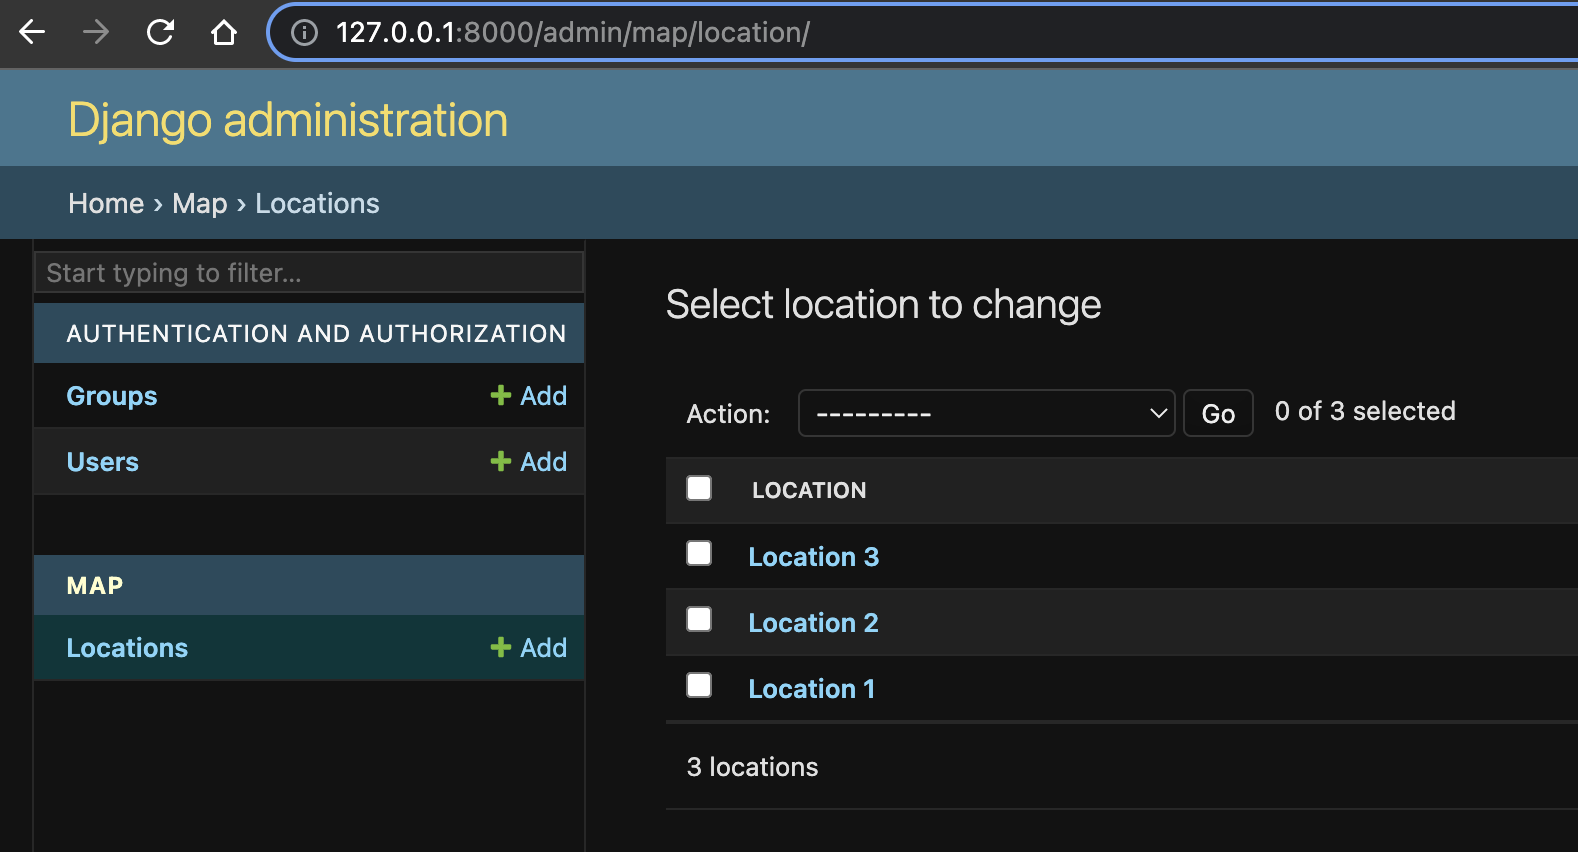 127.0.0.1:8000/admin/map/location/
Django administration
Home › Map › Locations
Start typing to filter...
AUTHENTICATION AND AUTHORIZATION
Groups + Add
Users + Add
MAP
Locations + Add
Select location to change
Action: --------- Go 0 of 3 selected
LOCATION
Location 3
Location 2
Location 1
3 locations